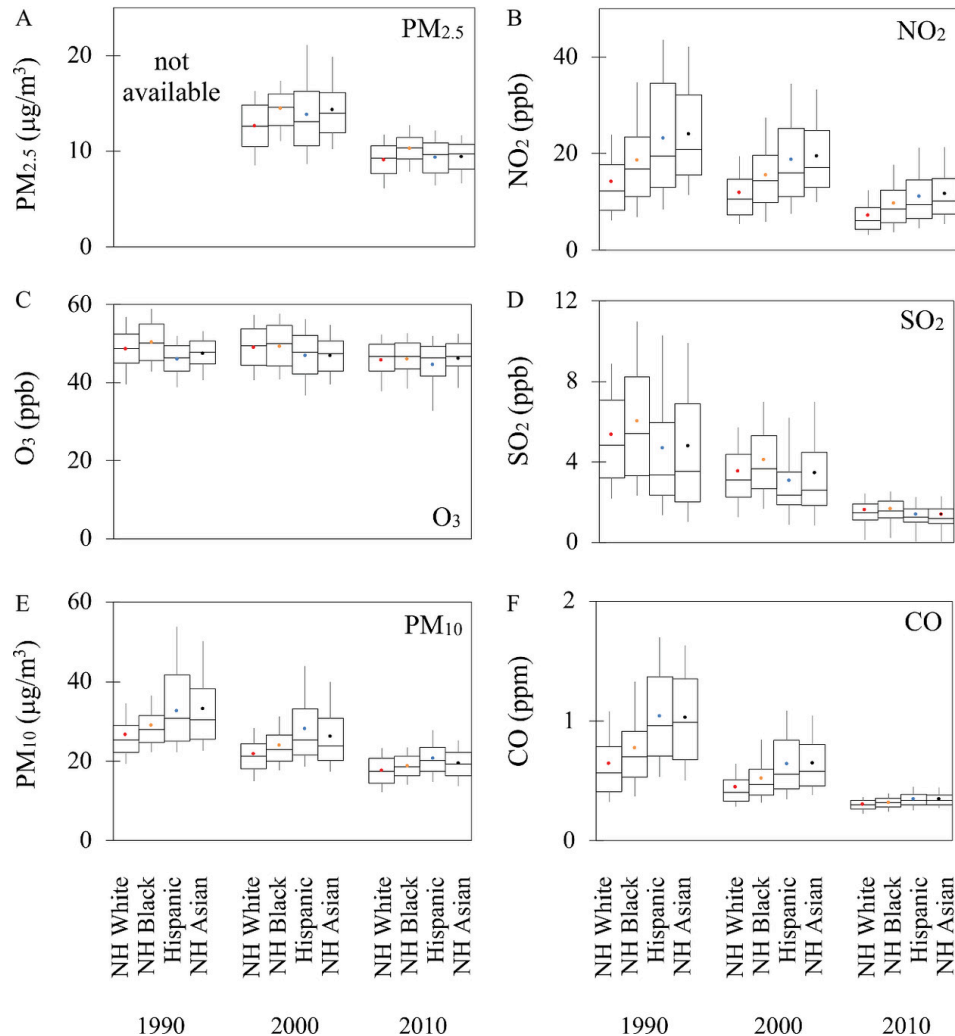 A
PM2.5
PM2.5 (μg/m³)
20
10
0
not
available
B
NO2
NO2 (ppb)
40
20
0
C
O3
O3 (ppb)
60
40
20
0
D
SO2
SO2 (ppb)
12
8
4
0
E
PM10
PM10 (μg/m³)
60
40
20
0
F
CO
CO (ppm)
2
1
0
NH White
NH Black
Hispanic
NH Asian
NH White
NH Black
Hispanic
NH Asian
NH White
NH Black
Hispanic
NH Asian
1990 2000 2010
NH White
NH Black
Hispanic
NH Asian
NH White
NH Black
Hispanic
NH Asian
NH White
NH Black
Hispanic
NH Asian
1990 2000 2010